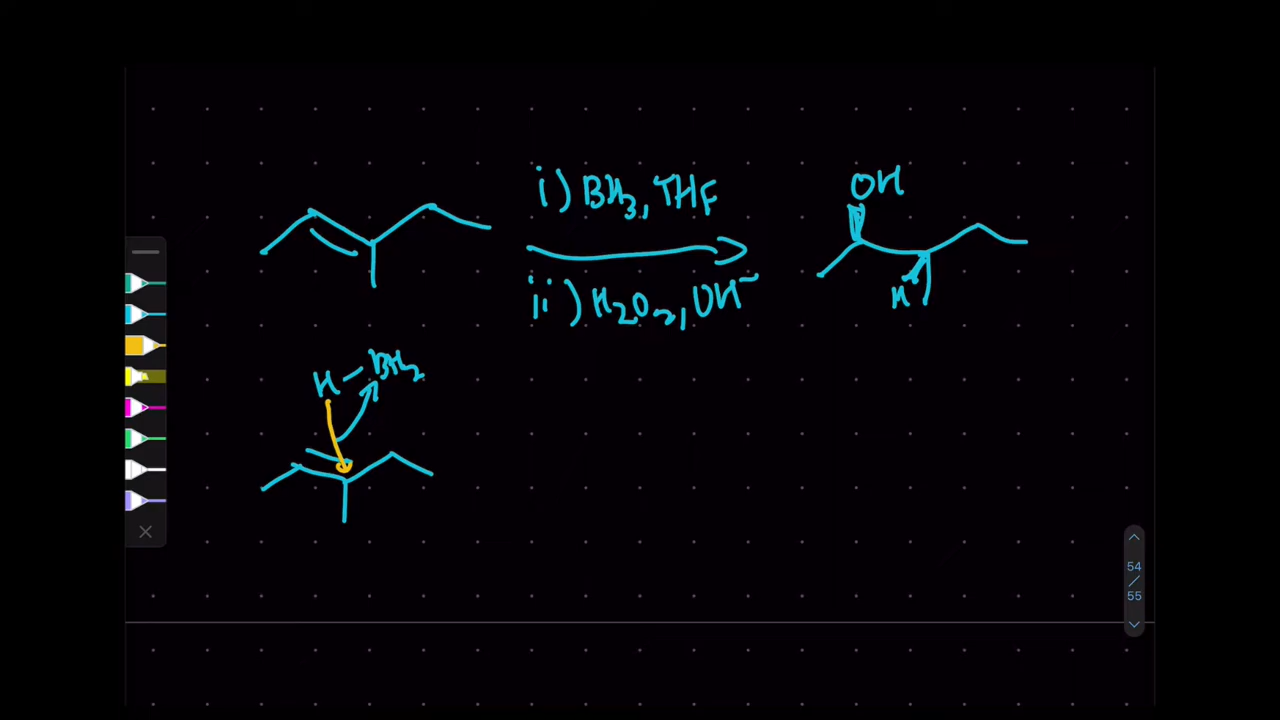 i) BH₃, THF
OH
ii) H₂O₂, OH⁻
H
H - BH₂
54
/
55